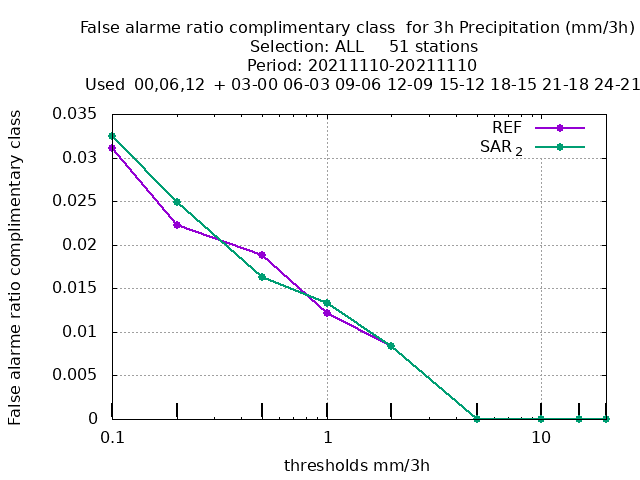 False alarme ratio complimentary class  for 3h Precipitation (mm/3h)
Selection: ALL     51 stations
Period: 20211110-20211110
Used  00,06,12  + 03-00 06-03 09-06 12-09 15-12 18-15 21-18 24-21
False alarme ratio complimentary class
0.035
0.03
0.025
0.02
0.015
0.01
0.005
0
REF
SAR 2
0.1 1 10
thresholds mm/3h